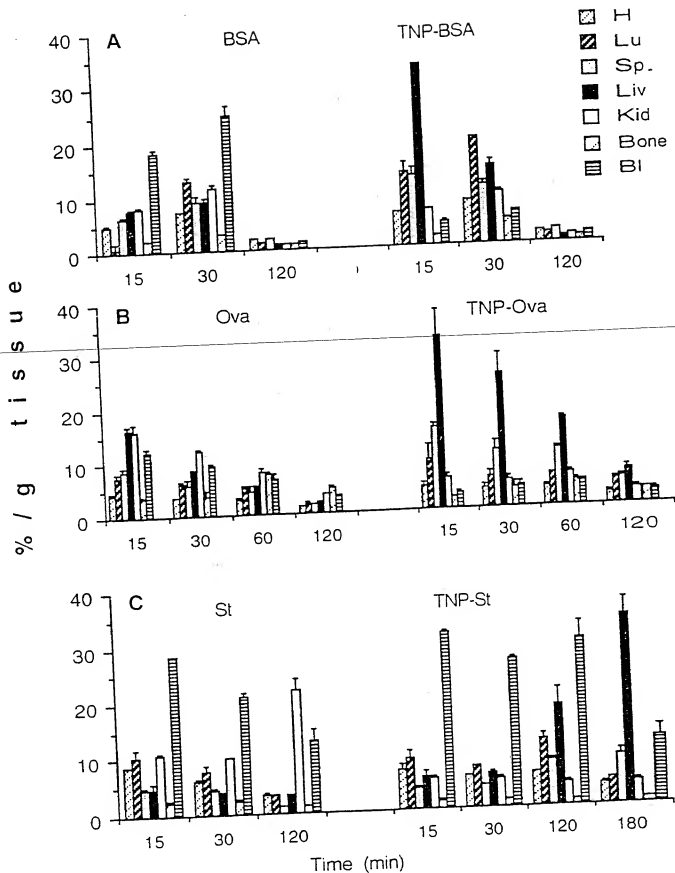 A BSA TNP-BSA
H
Lu
Sp.
Liv
Kid
Bone
Bl
40
30
20
10
0
15 30 120 15 30 120
B Ova TNP-Ova
40
30
20
10
0
15 30 60 120 15 30 60 120
C St TNP-St
40
30
20
10
0
15 30 120 15 30 120 180
Time (min)
% / g tissue